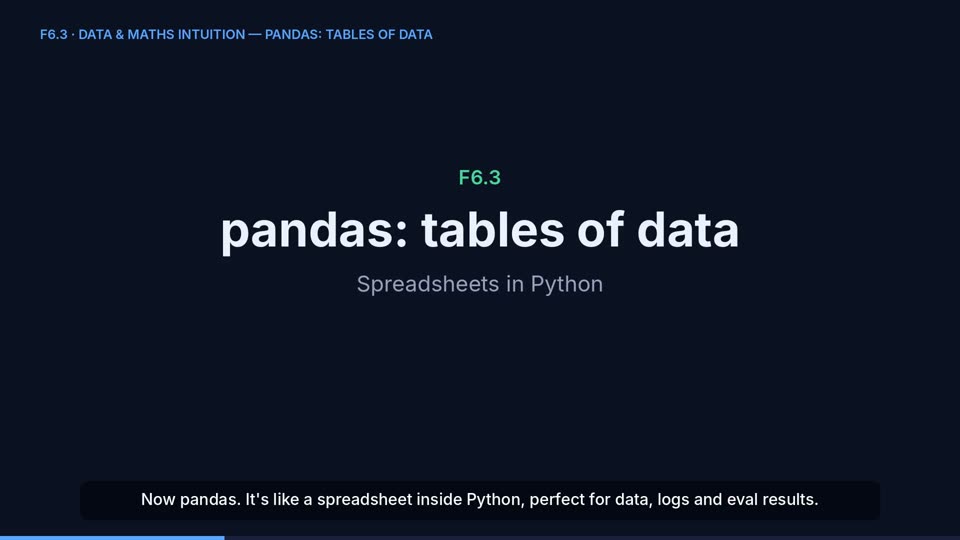 F6.3 · DATA & MATHS INTUITION — PANDAS: TABLES OF DATA
F6.3
pandas: tables of data
Spreadsheets in Python
Now pandas. It's like a spreadsheet inside Python, perfect for data, logs and eval results.